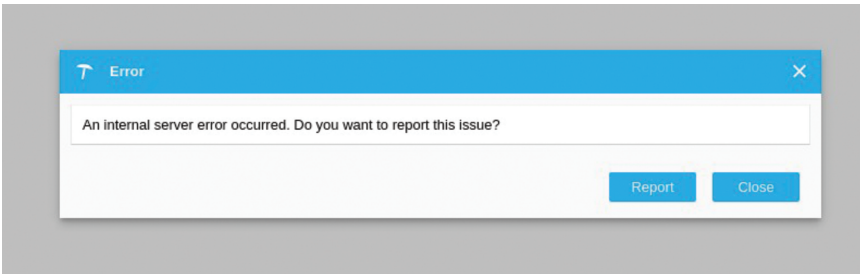 Error
An internal server error occurred. Do you want to report this issue?
Report
Close